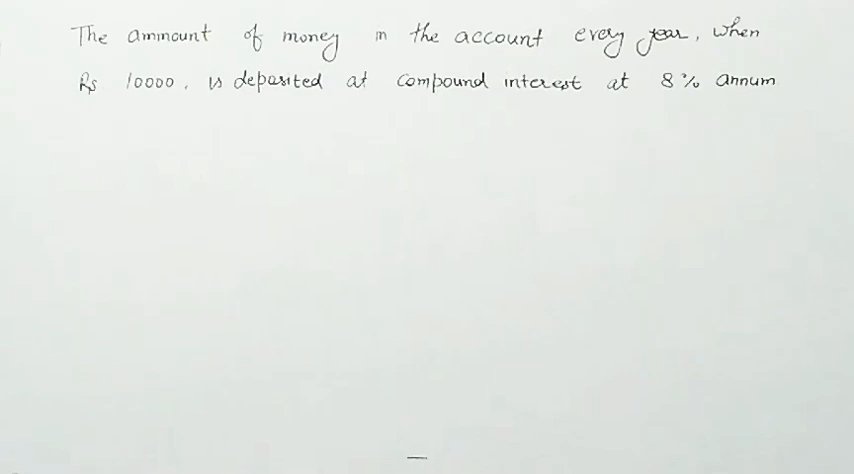 The ammount of money in the account every year, when
Rs 10000, is deposited at compound interest at 8% annum